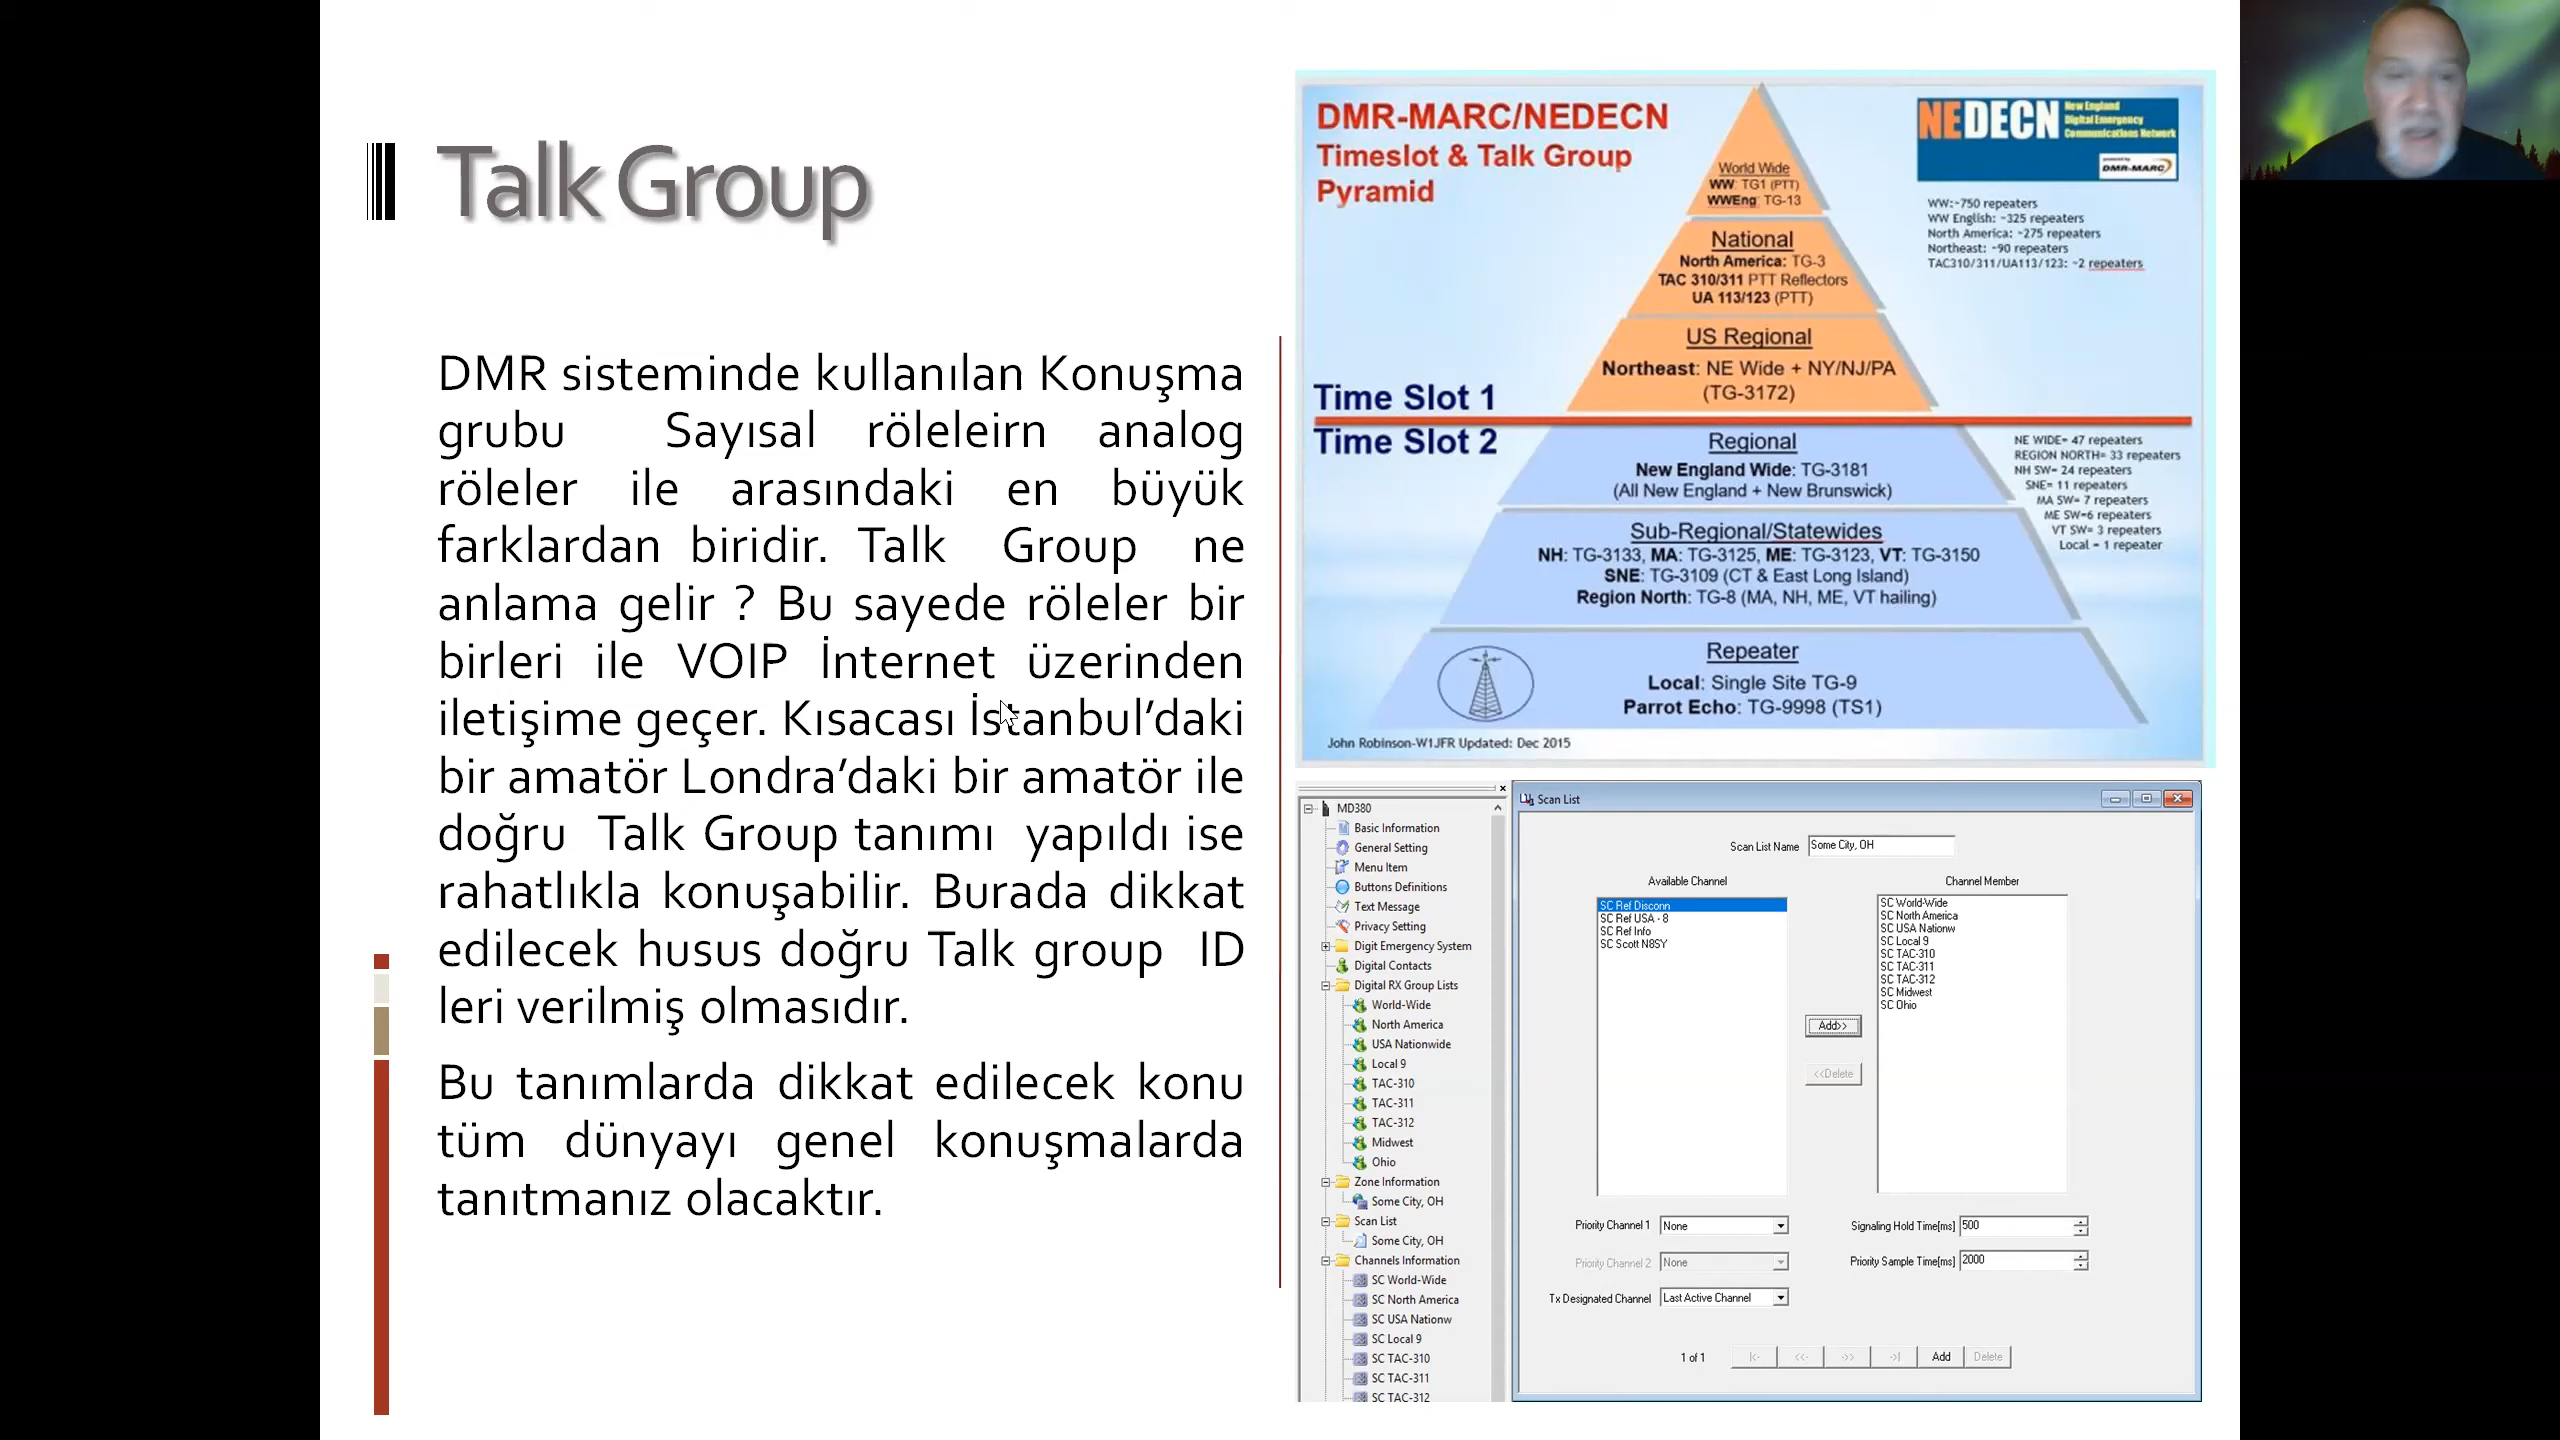 Talk Group
DMR sisteminde kullanılan Konuşma
grubu Sayısal röleleirn analog
röleler ile arasındaki en büyük
farklardan biridir. Talk Group ne
anlama gelir ? Bu sayede röleler bir
birleri ile VOIP İnternet üzerinden
iletişime geçer. Kısacası İstanbul’daki
bir amatör Londra’daki bir amatör ile
doğru Talk Group tanımı yapıldı ise
rahatlıkla konuşabilir. Burada dikkat
edilecek husus doğru Talk group ID
leri verilmiş olmasıdır.
Bu tanımlarda dikkat edilecek konu
tüm dünyayı genel konuşmalarda
tanıtmanız olacaktır.
DMR-MARC/NEDECN
Timeslot & Talk Group
Pyramid
NEDECN
New England
Digital Emergency
Communications Network
powered by
DMR-MARC
WW:~750 repeaters
WW English: ~325 repeaters
North America: ~275 repeaters
Northeast: ~90 repeaters
TAC310/311/UA113/123: ~2 repeaters
World Wide
WW: TG1 (PTT)
WWEng: TG-13
National
North America: TG-3
TAC 310/311 PTT Reflectors
UA 113/123 (PTT)
US Regional
Northeast: NE Wide + NY/NJ/PA
(TG-3172)
Time Slot 1
Time Slot 2
Regional
New England Wide: TG-3181
(All New England + New Brunswick)
NE WIDE= 47 repeaters
REGION NORTH= 33 repeaters
NH SW= 24 repeaters
SNE= 11 repeaters
MA SW= 7 repeaters
ME SW=6 repeaters
VT SW= 3 repeaters
Local = 1 repeater
Sub-Regional/Statewides
NH: TG-3133, MA: TG-3125, ME: TG-3123, VT: TG-3150
SNE: TG-3109 (CT & East Long Island)
Region North: TG-8 (MA, NH, ME, VT hailing)
Repeater
Local: Single Site TG-9
Parrot Echo: TG-9998 (TS1)
John Robinson-W1JFR Updated: Dec 2015
MD380
Basic Information
General Setting
Menu Item
Buttons Definitions
Text Message
Privacy Setting
Digit Emergency System
Digital Contacts
Digital RX Group Lists
World-Wide
North America
USA Nationwide
Local 9
TAC-310
TAC-311
TAC-312
Midwest
Ohio
Zone Information
Some City, OH
Scan List
Some City, OH
Channels Information
SC World-Wide
SC North America
SC USA Nationw
SC Local 9
SC TAC-310
SC TAC-311
SC TAC-312
Scan List
Scan List Name Some City, OH
Available Channel
SC Ref Disconn
SC Ref USA - 8
SC Ref Info
SC Scott N8SY
Add>>
<<Delete
Channel Member
SC World-Wide
SC North America
SC USA Nationw
SC Local 9
SC TAC-310
SC TAC-311
SC TAC-312
SC Midwest
SC Ohio
Priority Channel 1 None
Signaling Hold Time[ms] 500
Priority Channel 2 None
Priority Sample Time[ms] 2000
Tx Designated Channel Last Active Channel
1 of 1 |<- <<- ->> ->| Add Delete